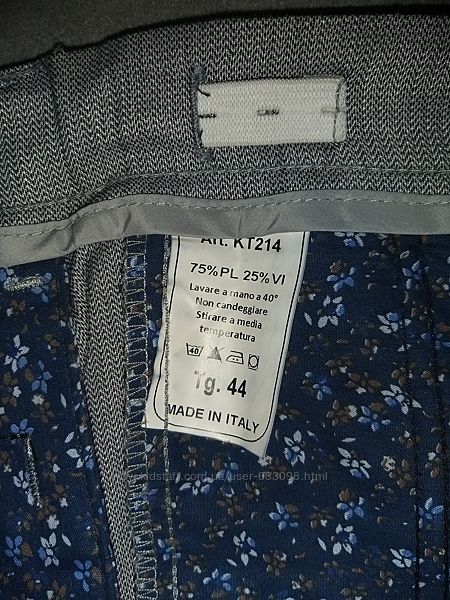 Art. KT214
75%PL 25%VI
Lavare a mano a 40°
Non candeggiare
Stirare a media
temperatura
40
Tg. 44
MADE IN ITALY